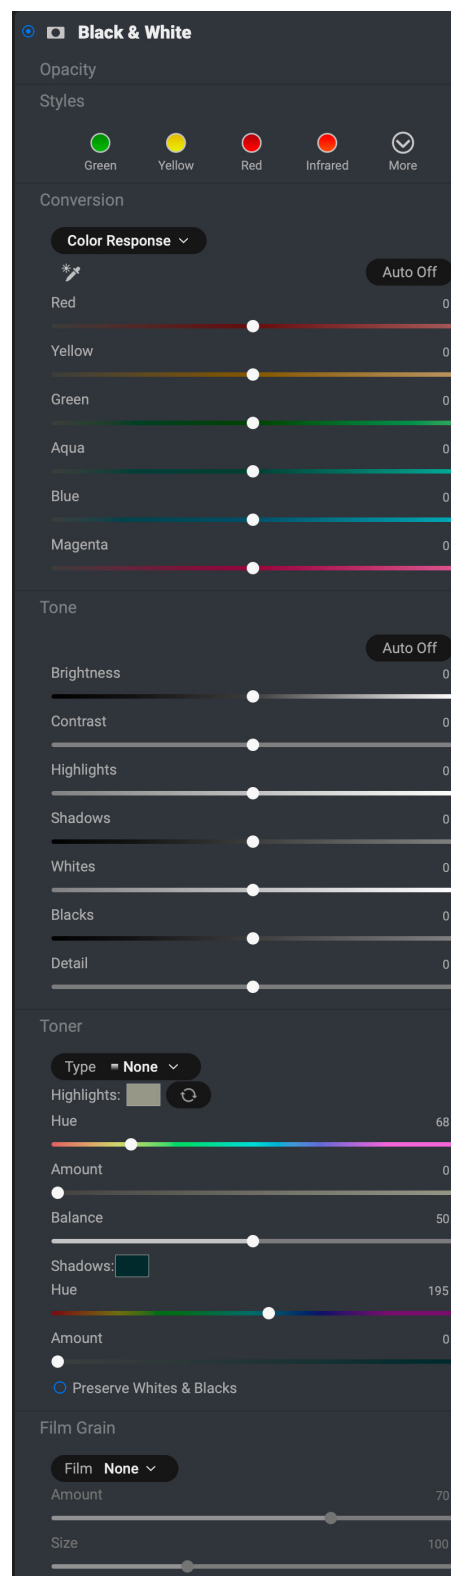 Black & White
Opacity
Styles
Green Yellow Red Infrared More
Conversion
Color Response
Auto Off
Red 0
Yellow 0
Green 0
Aqua 0
Blue 0
Magenta 0
Tone
Auto Off
Brightness 0
Contrast 0
Highlights 0
Shadows 0
Whites 0
Blacks 0
Detail 0
Toner
Type None
Highlights:
Hue 68
Amount 0
Balance 50
Shadows:
Hue 195
Amount 0
Preserve Whites & Blacks
Film Grain
Film None
Amount 70
Size 100